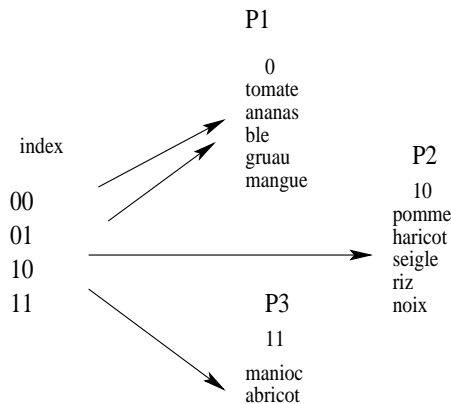 P1
0
tomate
ananas
ble
gruau
mangue
index
00
01
10
11
P2
10
pomme
haricot
seigle
riz
noix
P3
11
manioc
abricot